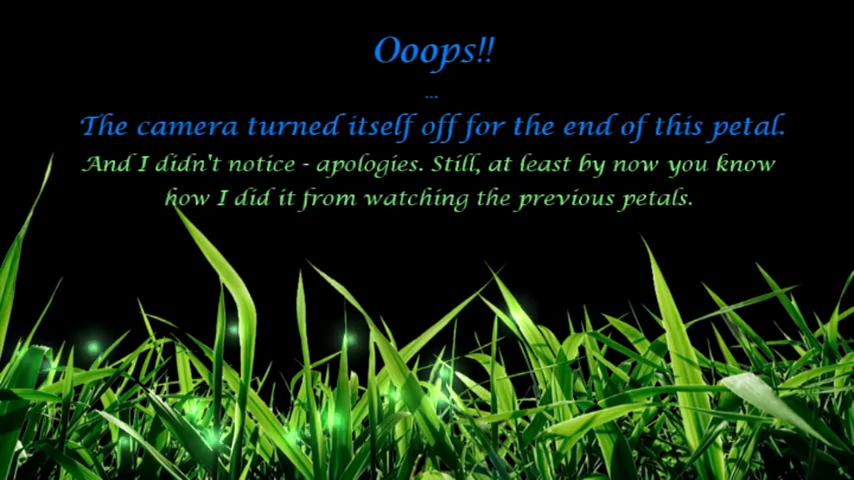 Ooops!!
...
The camera turned itself off for the end of this petal.
And I didn't notice - apologies. Still, at least by now you know
how I did it from watching the previous petals.